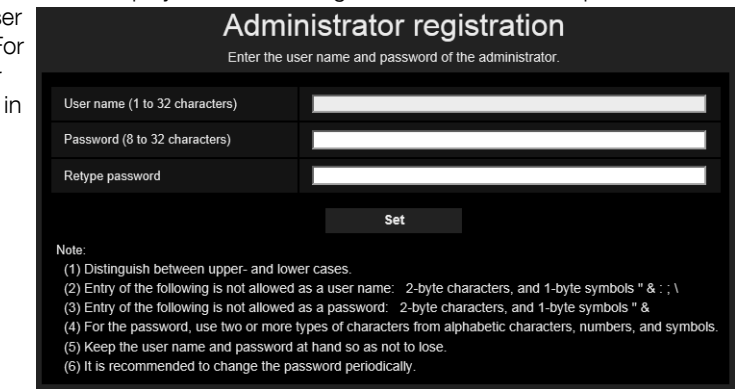 Administrator registration
Enter the user name and password of the administrator.
User name (1 to 32 characters)
Password (8 to 32 characters)
Retype password
Set
Note:
(1) Distinguish between upper- and lower cases.
(2) Entry of the following is not allowed as a user name: 2-byte characters, and 1-byte symbols " & : ; \
(3) Entry of the following is not allowed as a password: 2-byte characters, and 1-byte symbols " &
(4) For the password, use two or more types of characters from alphabetic characters, numbers, and symbols.
(5) Keep the user name and password at hand so as not to lose.
(6) It is recommended to change the password periodically.
in